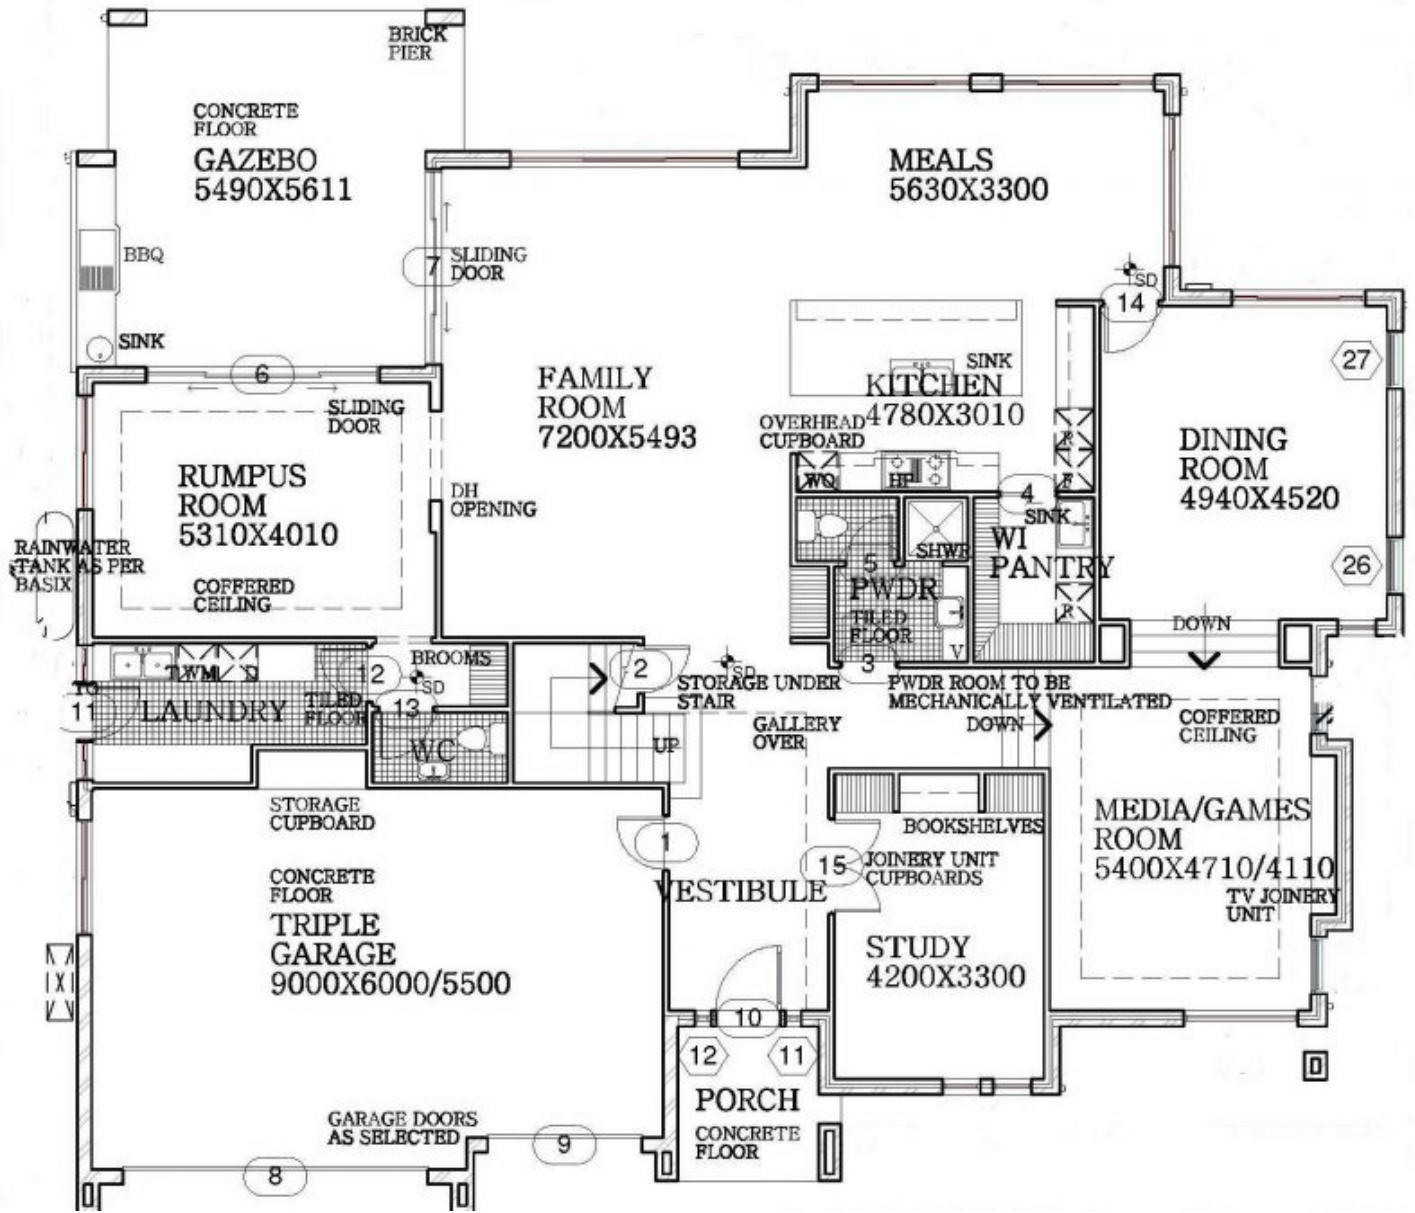 BRICK
PIER
CONCRETE
FLOOR
GAZEBO
5490X5611
MEALS
5630X3300
BBQ
7
SLIDING
DOOR
SD
14
SINK
6
SLIDING
DOOR
FAMILY
ROOM
7200X5493
SINK
KITCHEN
4780X3010
27
OVERHEAD
CUPBOARD
R
DINING
ROOM
4940X4520
RUMPUS
ROOM
5310X4010
WO
HP
F
4
DH
OPENING
SINK
RAINWATER
TANK AS PER
BASIX
SHWR
WI
PANTRY
5
26
COFFERED
CEILING
PWDR
TILED
FLOOR
R
DOWN
V
BROOMS
2
3
SD
T
WM
D
12
SD
STORAGE UNDER
STAIR
PWDR ROOM TO BE
MECHANICALLY VENTILATED
10
11
LAUNDRY
TILED
FLOOR
13
GALLERY
OVER
DOWN
COFFERED
CEILING
WC
UP
STORAGE
CUPBOARD
BOOKSHELVES
MEDIA/GAMES
ROOM
5400X4710/4110
1
15
JOINERY UNIT
CUPBOARDS
CONCRETE
FLOOR
VESTIBULE
TV JOINERY
UNIT
TRIPLE
GARAGE
9000X6000/5500
STUDY
4200X3300
10
12
11
PORCH
GARAGE DOORS
AS SELECTED
CONCRETE
FLOOR
9
8